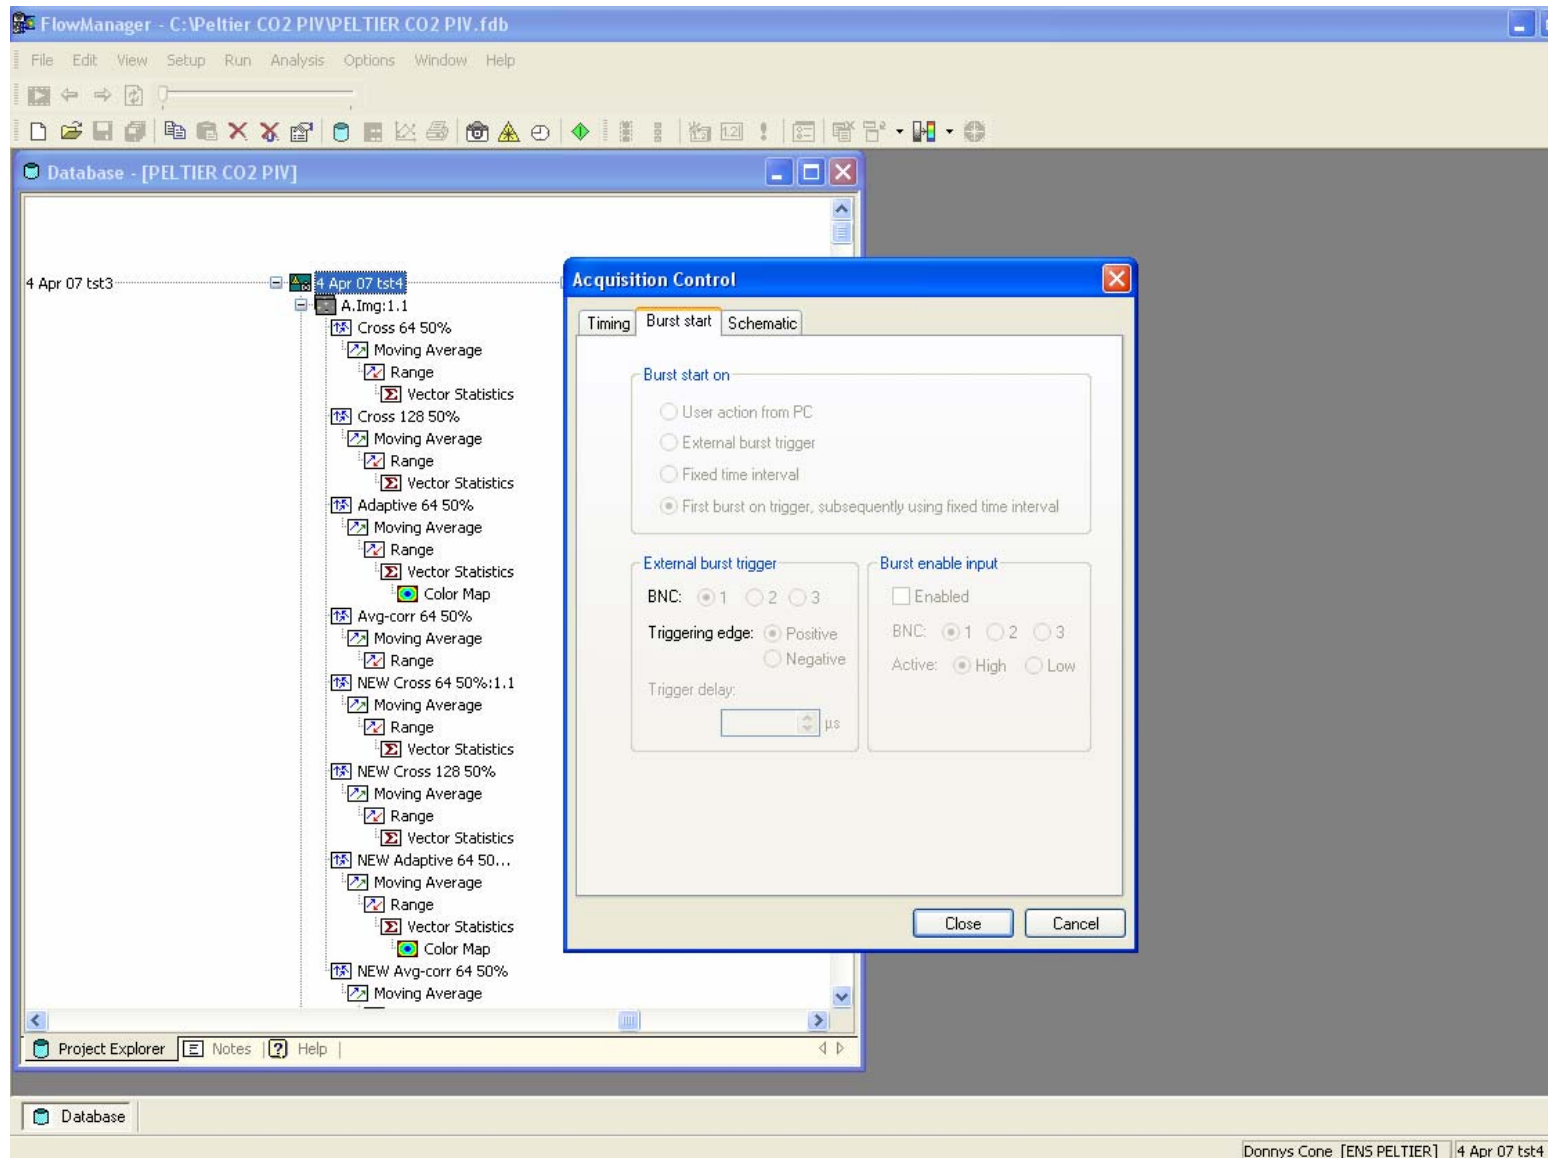 FlowManager - C:\Peltier CO2 PIV\PELTIER CO2 PIV.fdb
File Edit View Setup Run Analysis Options Window Help
Database - [PELTIER CO2 PIV]
4 Apr 07 tst3 4 Apr 07 tst4
A.Img:1.1
Cross 64 50%
Moving Average
Range
Vector Statistics
Cross 128 50%
Moving Average
Range
Vector Statistics
Adaptive 64 50%
Moving Average
Range
Vector Statistics
Color Map
Avg-corr 64 50%
Moving Average
Range
NEW Cross 64 50%:1.1
Moving Average
Range
Vector Statistics
NEW Cross 128 50%
Moving Average
Range
Vector Statistics
NEW Adaptive 64 50...
Moving Average
Range
Vector Statistics
Color Map
NEW Avg-corr 64 50%
Moving Average
Project Explorer Notes Help
Acquisition Control
Timing Burst start Schematic
Burst start on
User action from PC
External burst trigger
Fixed time interval
First burst on trigger, subsequently using fixed time interval
External burst trigger
BNC: 1 2 3
Triggering edge: Positive
Negative
Trigger delay:
µs
Burst enable input
Enabled
BNC: 1 2 3
Active: High Low
Close Cancel
Database
Donnys Cone [ENS PELTIER] 4 Apr 07 tst4